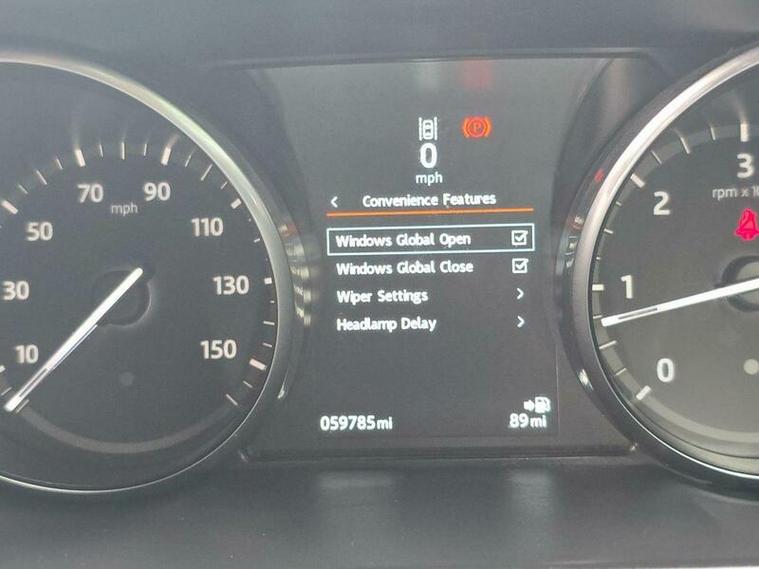 70 90
mph
50 110
30 130
10 150
P
0
mph
Convenience Features
Windows Global Open
Windows Global Close
Wiper Settings
Headlamp Delay
059785mi 89mi
3
rpm x 10
2
1
0